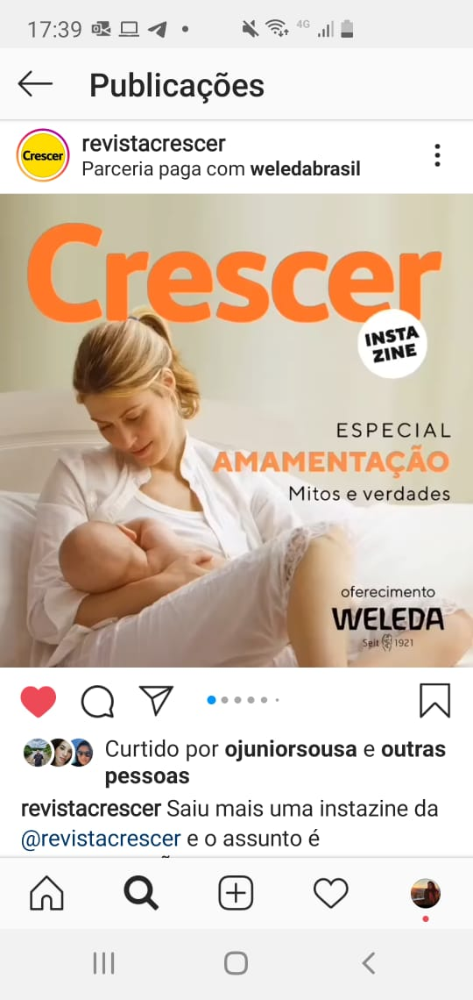 17:39
4G
Publicações
Crescer
revistacrescer
Parceria paga com weledabrasil
Crescer
INSTA
ZINE
ESPECIAL
AMAMENTAÇÃO
Mitos e verdades
oferecimento
WELEDA
Seit 1921
Curtido por ojuniorsousa e outras
pessoas
revistacrescer Saiu mais uma instazine da
@revistacrescer e o assunto é